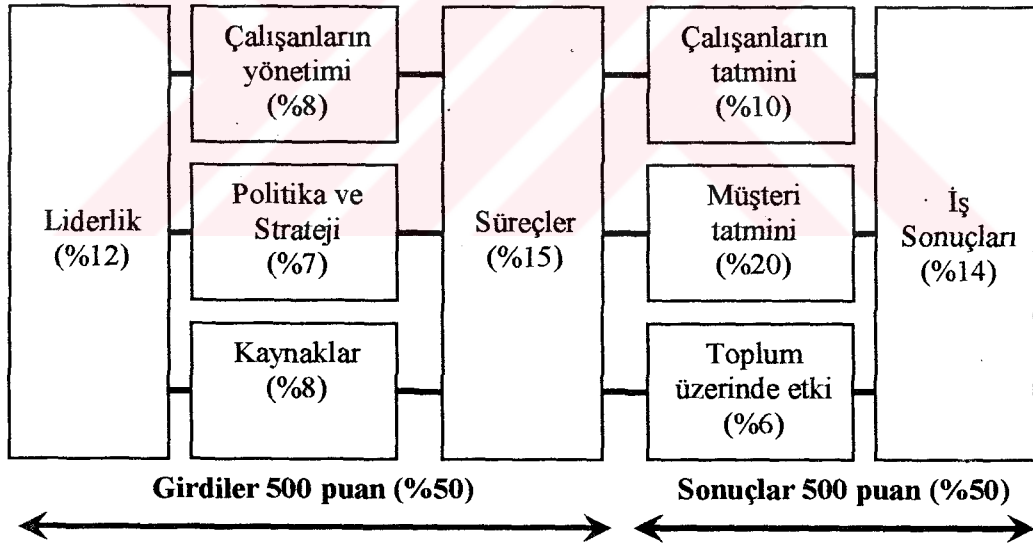 Liderlik
(%12)
Çalışanların
yönetimi
(%8)
Politika ve
Strateji
(%7)
Kaynaklar
(%8)
Süreçler
(%15)
Çalışanların
tatmini
(%10)
Müşteri
tatmini
(%20)
Toplum
üzerinde etki
(%6)
İş
Sonuçları
(%14)
Girdiler 500 puan (%50)
Sonuçlar 500 puan (%50)